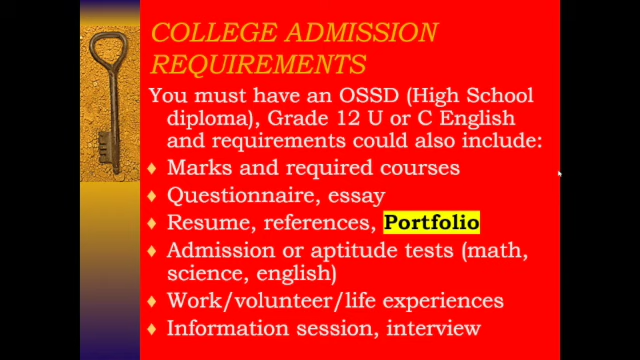 COLLEGE ADMISSION
REQUIREMENTS
You must have an OSSD (High School
diploma), Grade 12 U or C English
and requirements could also include:
♦ Marks and required courses
♦ Questionnaire, essay
♦ Resume, references, Portfolio
♦ Admission or aptitude tests (math,
science, english)
♦ Work/volunteer/life experiences
♦ Information session, interview